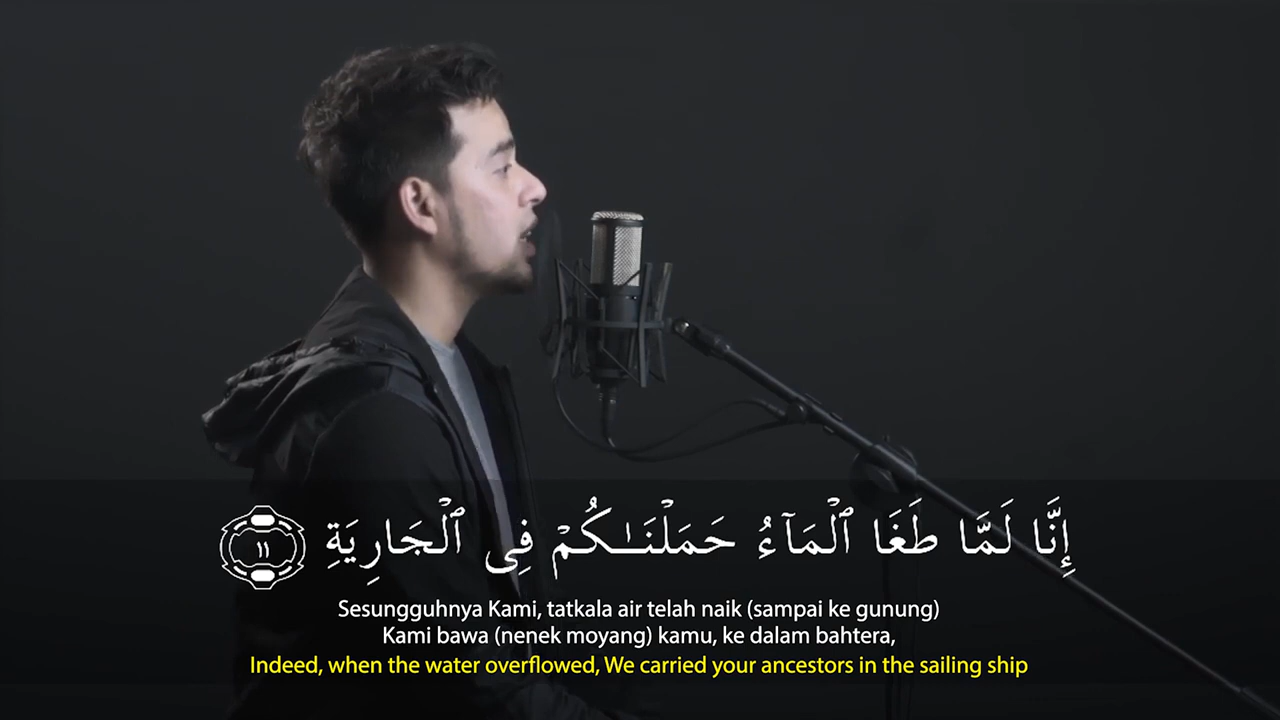 إِنَّا لَمَّا طَغَا ٱلْمَآءُ حَمَلْنَـٰكُمْ فِى ٱلْجَارِيَةِ ١١
Sesungguhnya Kami, tatkala air telah naik (sampai ke gunung)
Kami bawa (nenek moyang) kamu, ke dalam bahtera,
Indeed, when the water overflowed, We carried your ancestors in the sailing ship